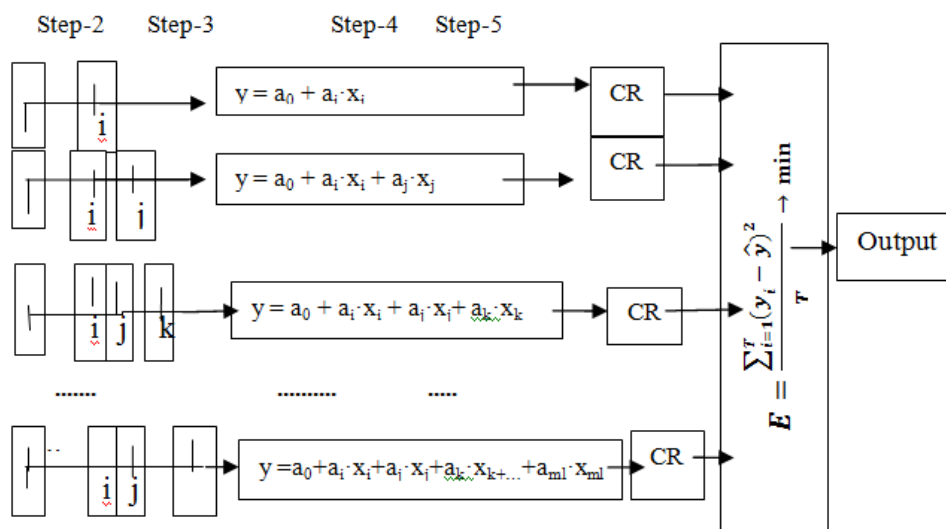 Step-2 Step-3 Step-4 Step-5
y = a₀ + aᵢ·xᵢ CR
i
y = a₀ + aᵢ·xᵢ + aⱼ·xⱼ CR
i j
y = a₀ + aᵢ·xᵢ + aⱼ·xⱼ+ aₖ·xₖ CR
i j k
....... .......... .....
.. y =a₀+aᵢ·xᵢ+aⱼ·xⱼ+aₖ·xₖ₊…+aₘₗ·xₘₗ CR
i j
E = ∑ᵀᵢ₌₁(yᵢ − ŷ)² / T → min
Output